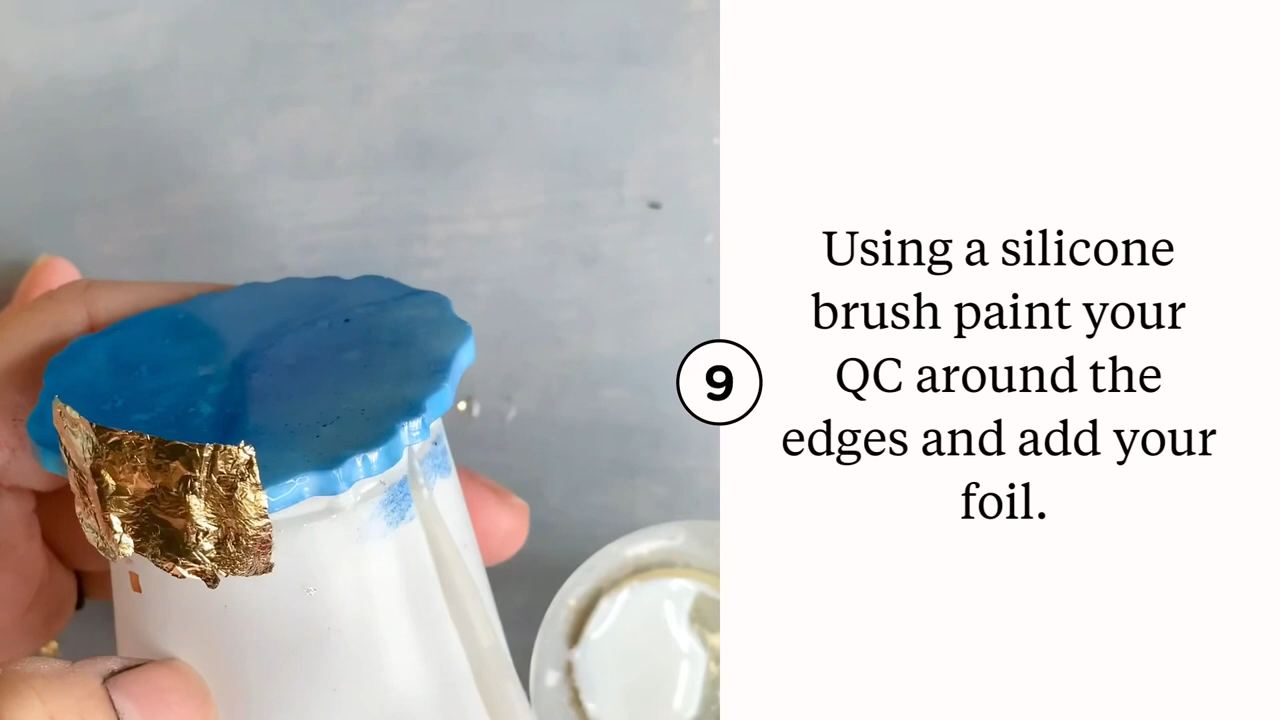 9
Using a silicone
brush paint your
QC around the
edges and add your
foil.